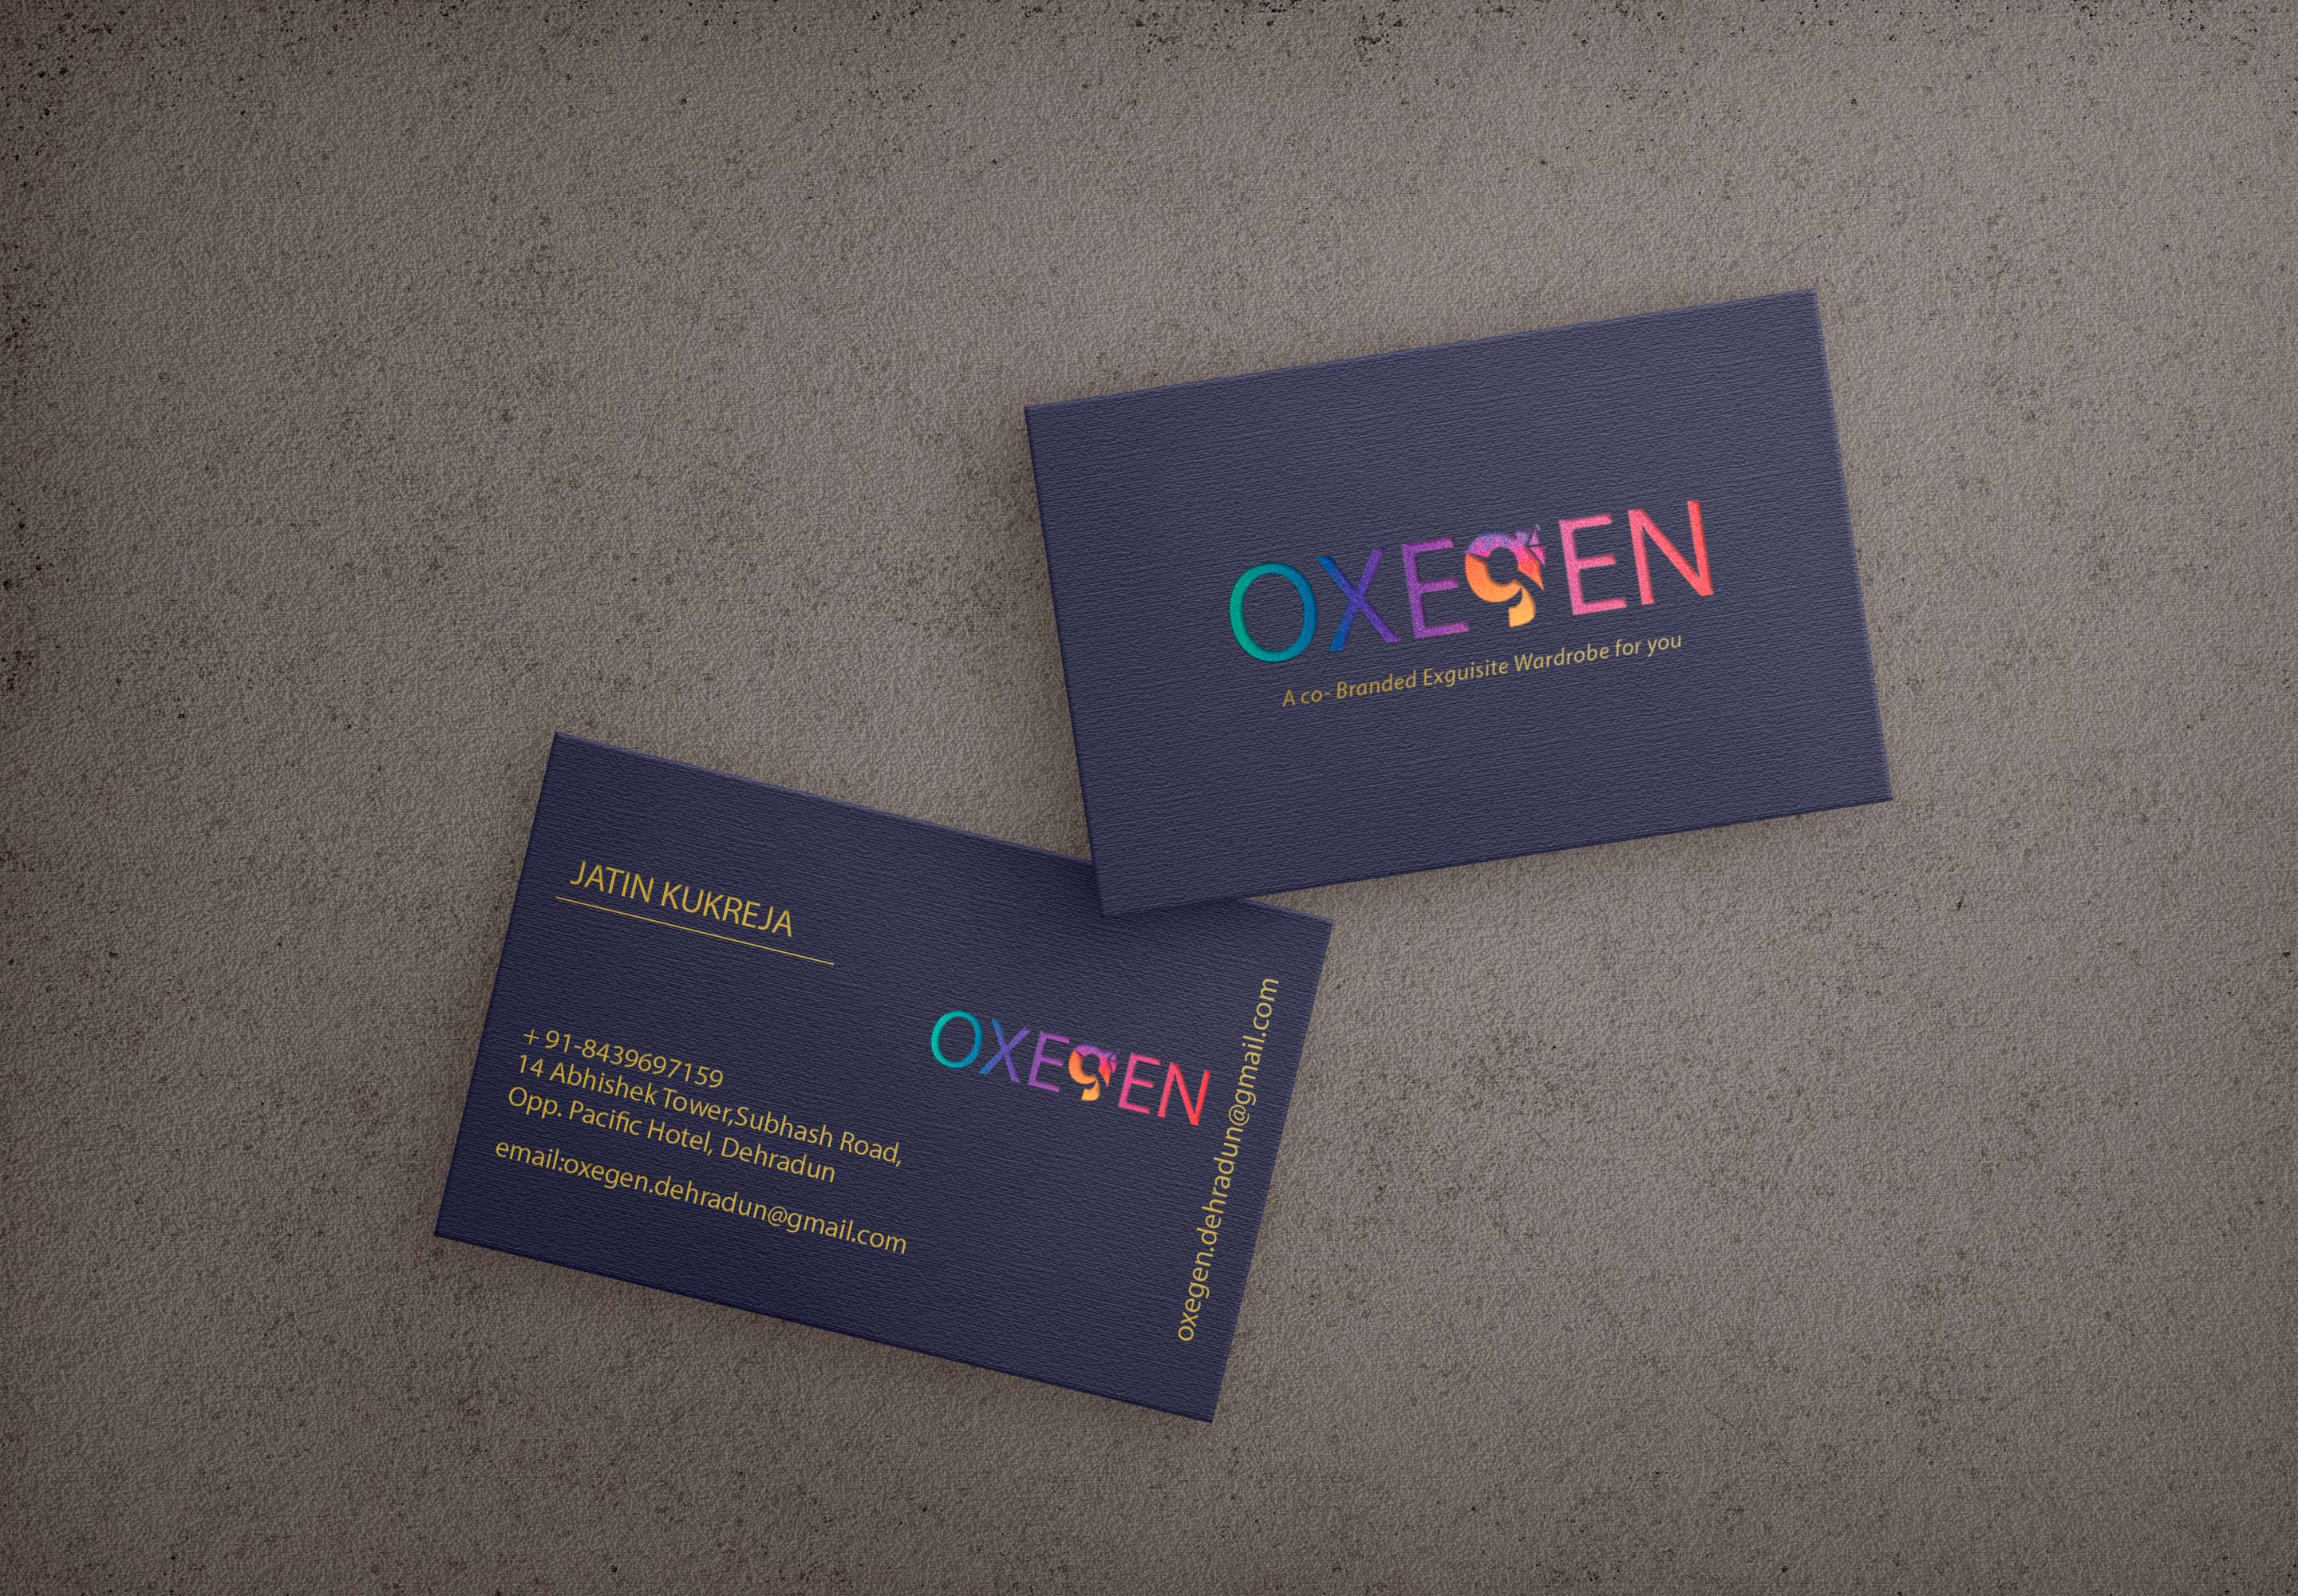 OXEgEN
A co- Branded Exguisite Wardrobe for you
JATIN KUKREJA
+ 91-8439697159
14 Abhishek Tower,Subhash Road,
Opp. Pacific Hotel, Dehradun
email:oxegen.dehradun@gmail.com
OXEgEN
oxegen.dehradun@gmail.com